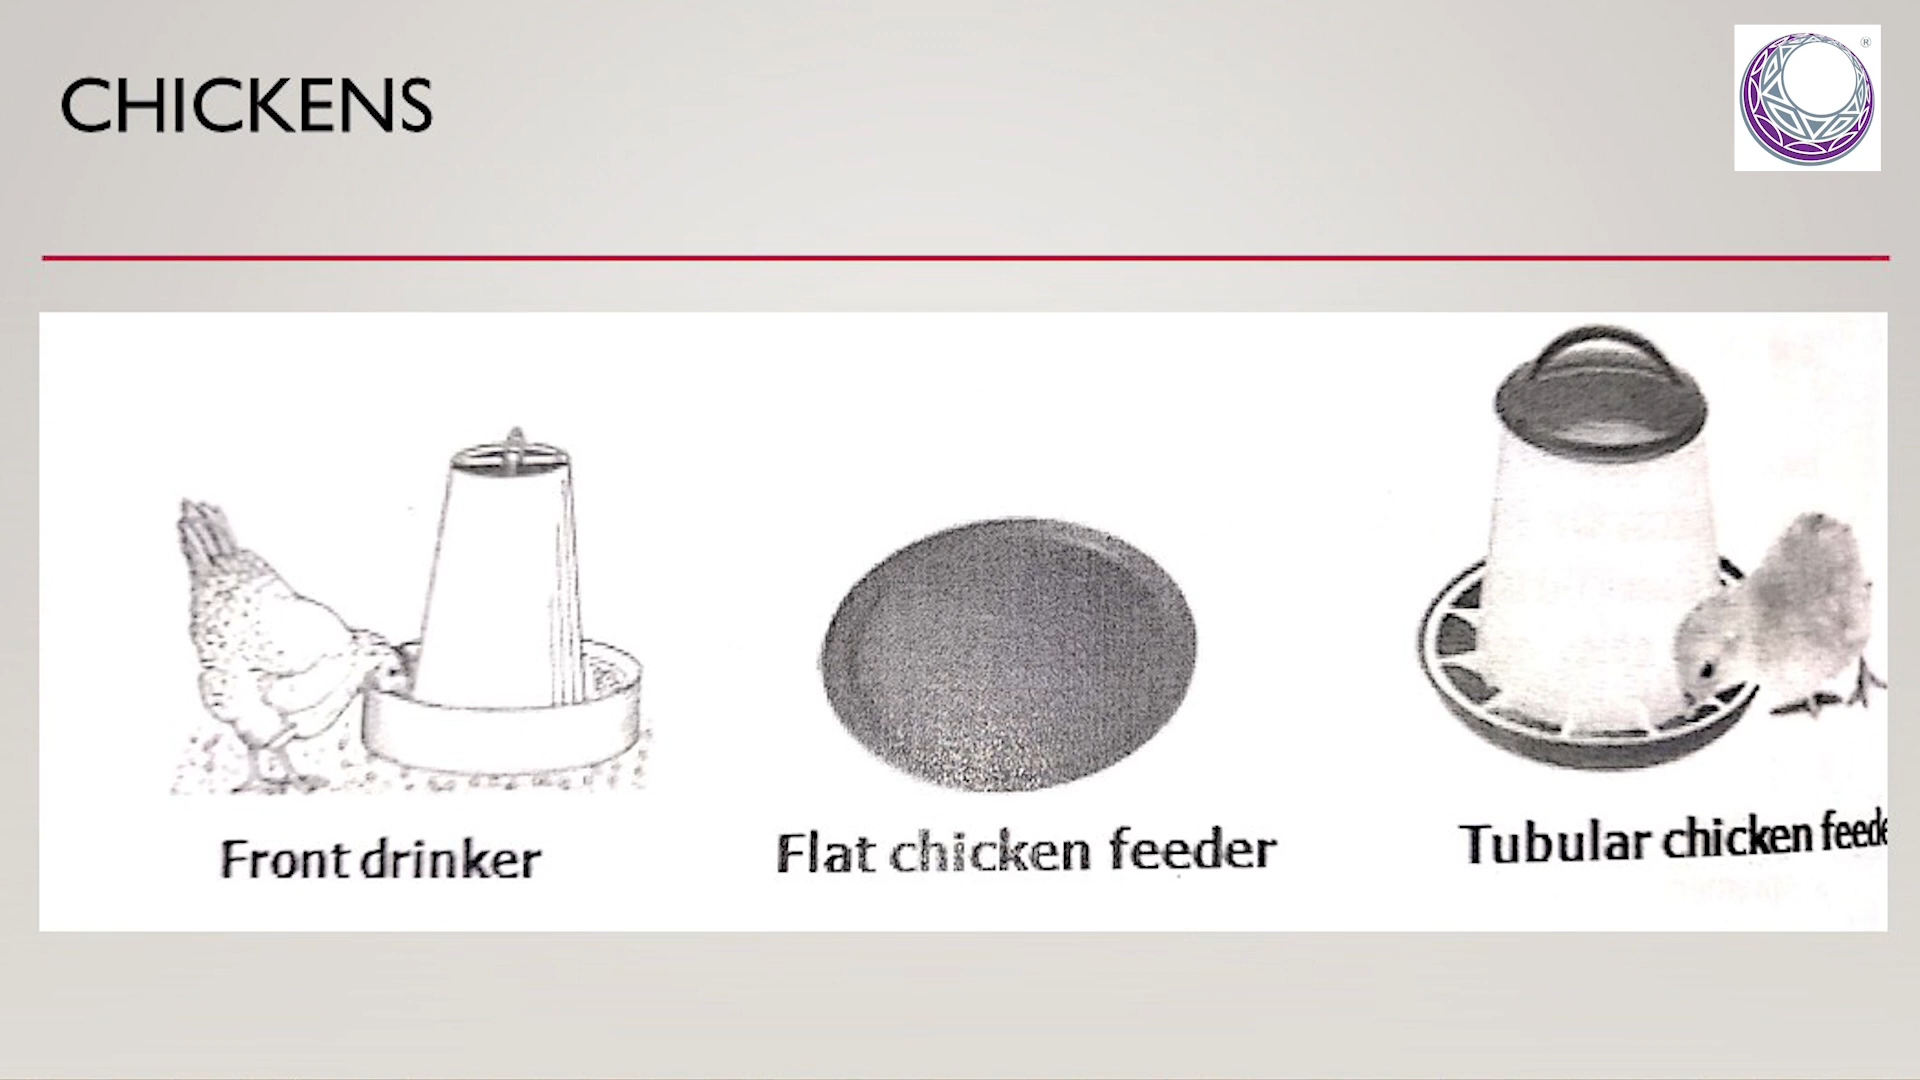 CHICKENS
®
Front drinker
Flat chicken feeder
Tubular chicken feede